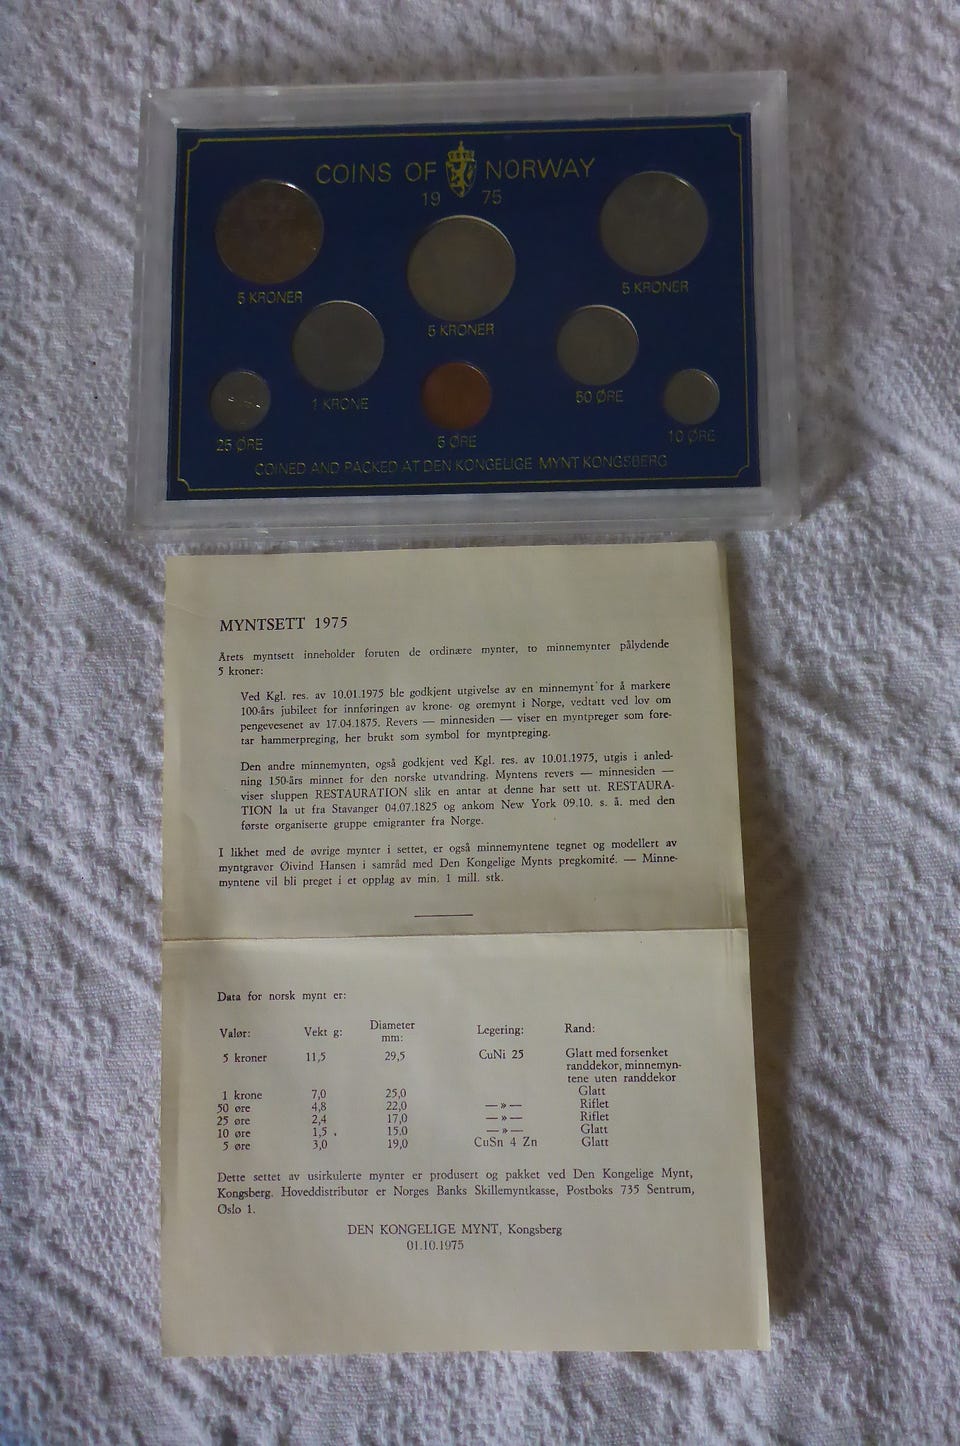 COINS OF NORWAY
19 75
5 KRONER
5 KRONER
5 KRONER
1 KRONE
50 ØRE
25 ØRE
5 ØRE
10 ØRE
COINED AND PACKED AT DEN KONGELIGE MYNT KONGSBERG
MYNTSETT 1975
Årets myntsett inneholder foruten de ordinære mynter, to minnemynter pålydende
5 kroner:
Ved Kgl. res. av 10.01.1975 ble godkjent utgivelse av en minnemynt for å markere
100-års jubileet for innføringen av krone- og øremynt i Norge, vedtatt ved lov om
pengevesenet av 17.04.1875. Revers — minnesiden — viser en myntpreger som fore-
tar hammerpreging, her brukt som symbol for myntpreging.
Den andre minnemynten, også godkjent ved Kgl. res. av 10.01.1975, utgis i anled-
ning 150-års minnet for den norske utvandring. Myntens revers — minnesiden —
viser sluppen RESTAURATION slik en antar at denne har sett ut. RESTAURA-
TION la ut fra Stavanger 04.07.1825 og ankom New York 09.10. s. å. med den
første organiserte gruppe emigranter fra Norge.
I likhet med de øvrige mynter i settet, er også minnemyntene tegnet og modellert av
myntgravør Øivind Hansen i samråd med Den Kongelige Mynts pregkomité. — Minne-
myntene vil bli preget i et opplag av min. 1 mill. stk.
Data for norsk mynt er:
Valør: Vekt g: Diameter mm: Legering: Rand:
5 kroner 11,5 29,5 CuNi 25 Glatt med forsenket
randdekor, minnemyn-
tene uten randdekor
1 krone 7,0 25,0 Glatt
50 øre 4,8 22,0 —»— Riflet
25 øre 2,4 17,0 —»— Riflet
10 øre 1,5 15.0 —»— Glatt
5 øre 3,0 19,0 CuSn 4 Zn Glatt
Dette settet av usirkulerte mynter er produsert og pakket ved Den Kongelige Mynt,
Kongsberg. Hoveddistributør er Norges Banks Skillemyntkasse, Postboks 735 Sentrum,
Oslo 1.
DEN KONGELIGE MYNT, Kongsberg
01.10.1975